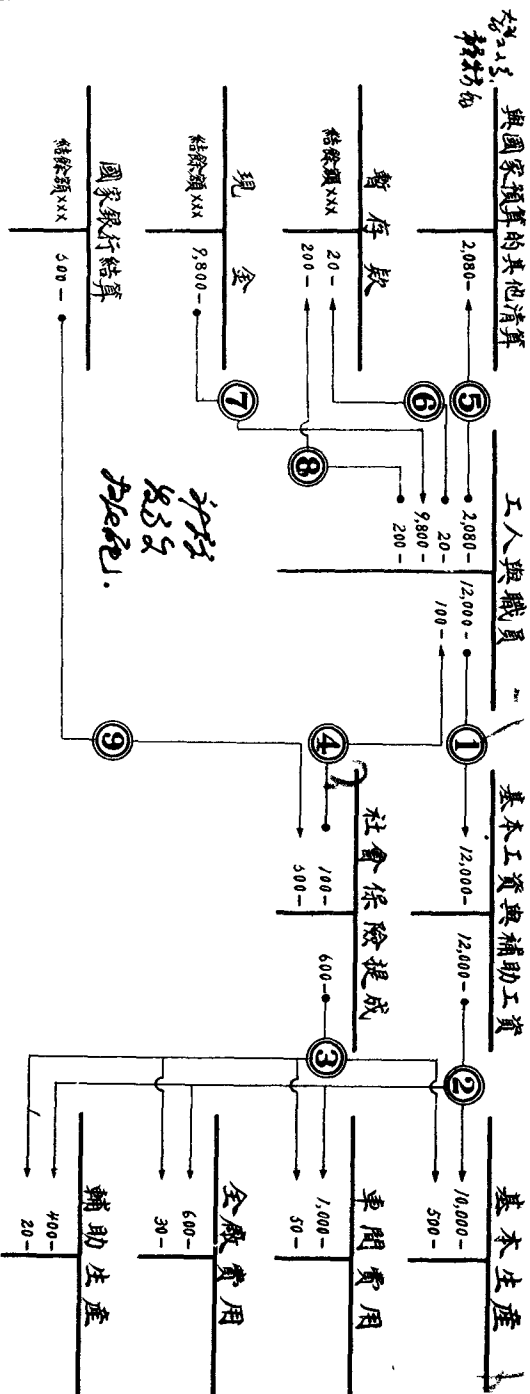 與國家預算的其他清算
2,080-
暫存款
結餘額xxx
20-
200-
現金
結餘額xxx
9,800-
國家銀行結算
結餘額xxx
500-
⑤
⑥
⑦
⑧
工人與職員
2,080-
20-
9,800-
200-
12,000-
100-
①
④
⑨
基本工資與補助工資
12,000-
12,000-
社會保險提成
100-
500-
600-
②
③
基本生產
10,000-
500-
車間費用
1,000-
50-
全廠費用
600-
30-
輔助生產
400-
20-